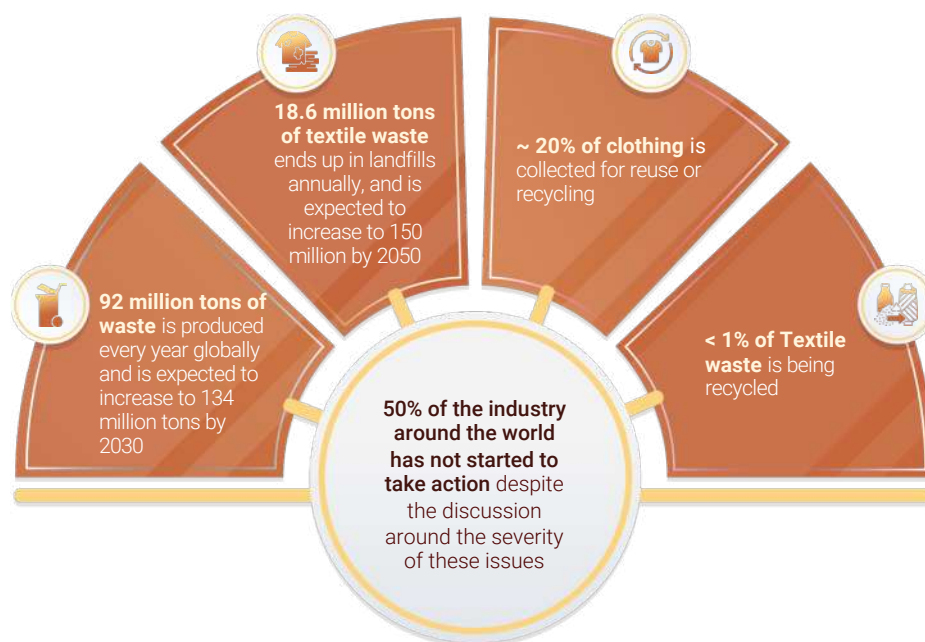 18.6 million tons
of textile waste
ends up in landfills
annually, and is
expected to
increase to 150
million by 2050
~ 20% of clothing is
collected for reuse or
recycling
92 million tons of
waste is produced
every year globally
and is expected to
increase to 134
million tons by
2030
< 1% of Textile
waste is being
recycled
50% of the industry
around the world
has not started to
take action despite
the discussion
around the severity
of these issues